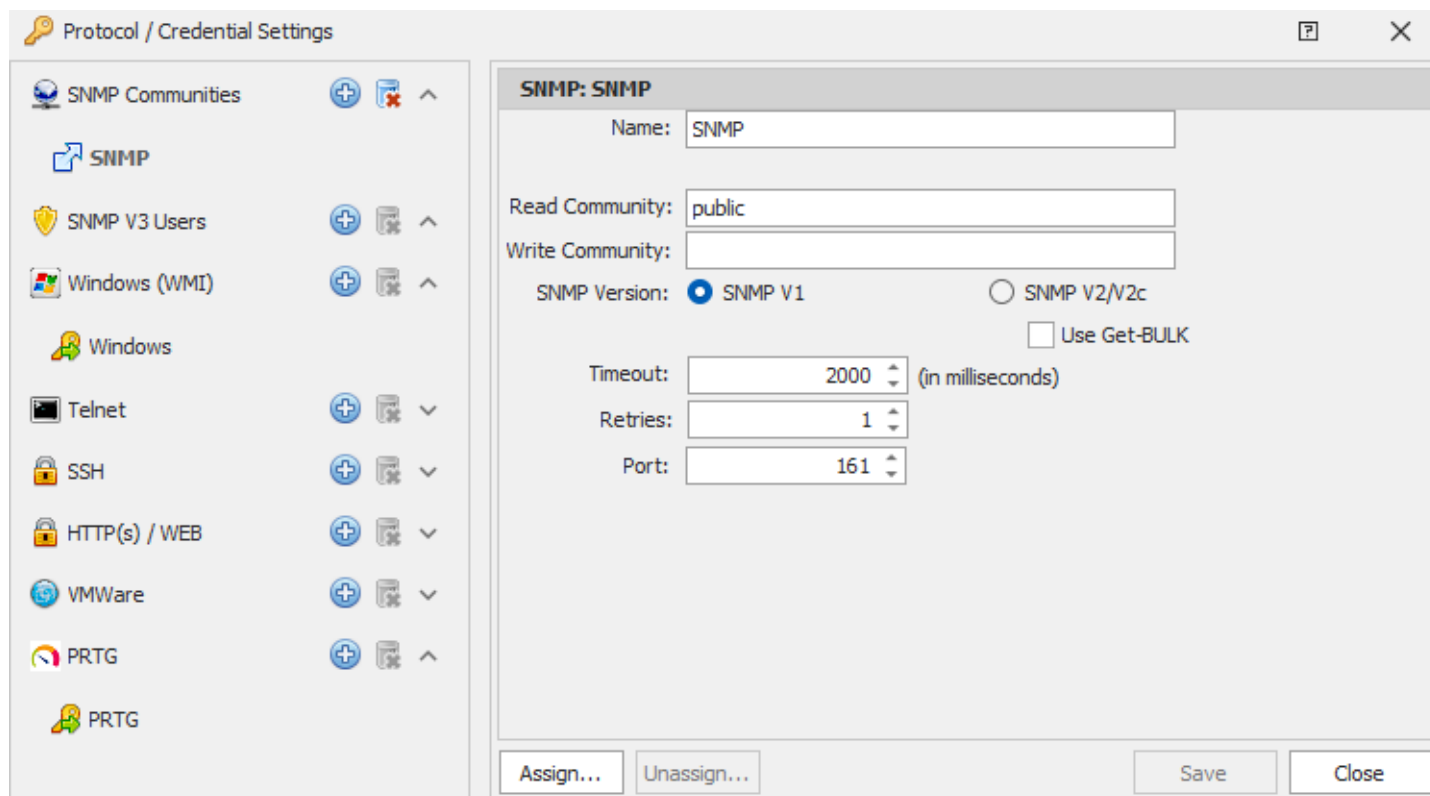 Protocol / Credential Settings
SNMP Communities
SNMP
SNMP V3 Users
Windows (WMI)
Windows
Telnet
SSH
HTTP(s) / WEB
VMWare
PRTG
PRTG
SNMP: SNMP
Name: SNMP
Read Community: public
Write Community:
SNMP Version: SNMP V1 SNMP V2/V2c
Use Get-BULK
Timeout: 2000 (in milliseconds)
Retries: 1
Port: 161
Assign... Unassign... Save Close